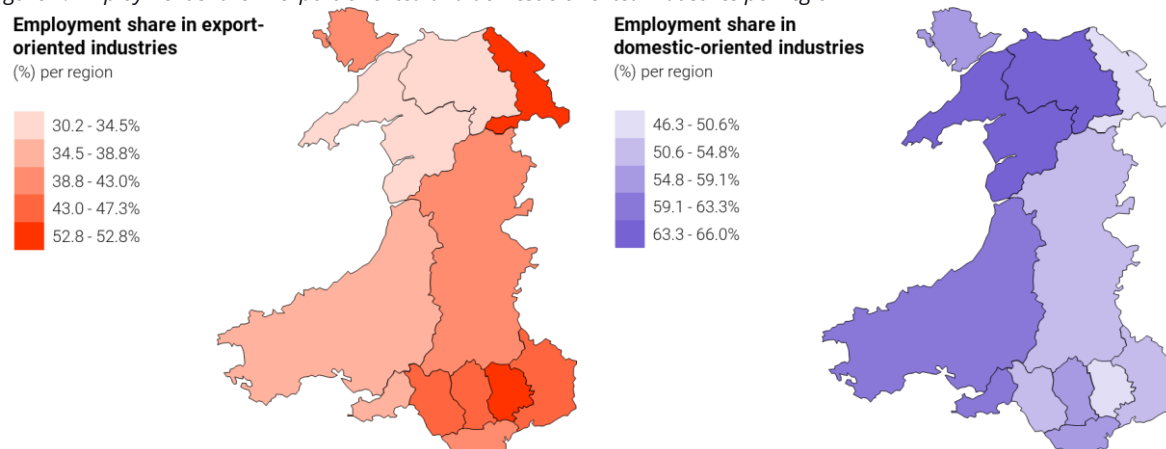 Employment share in export-
oriented industries
(%) per region
30.2 - 34.5%
34.5 - 38.8%
38.8 - 43.0%
43.0 - 47.3%
52.8 - 52.8%
Employment share in
domestic-oriented industries
(%) per region
46.3 - 50.6%
50.6 - 54.8%
54.8 - 59.1%
59.1 - 63.3%
63.3 - 66.0%